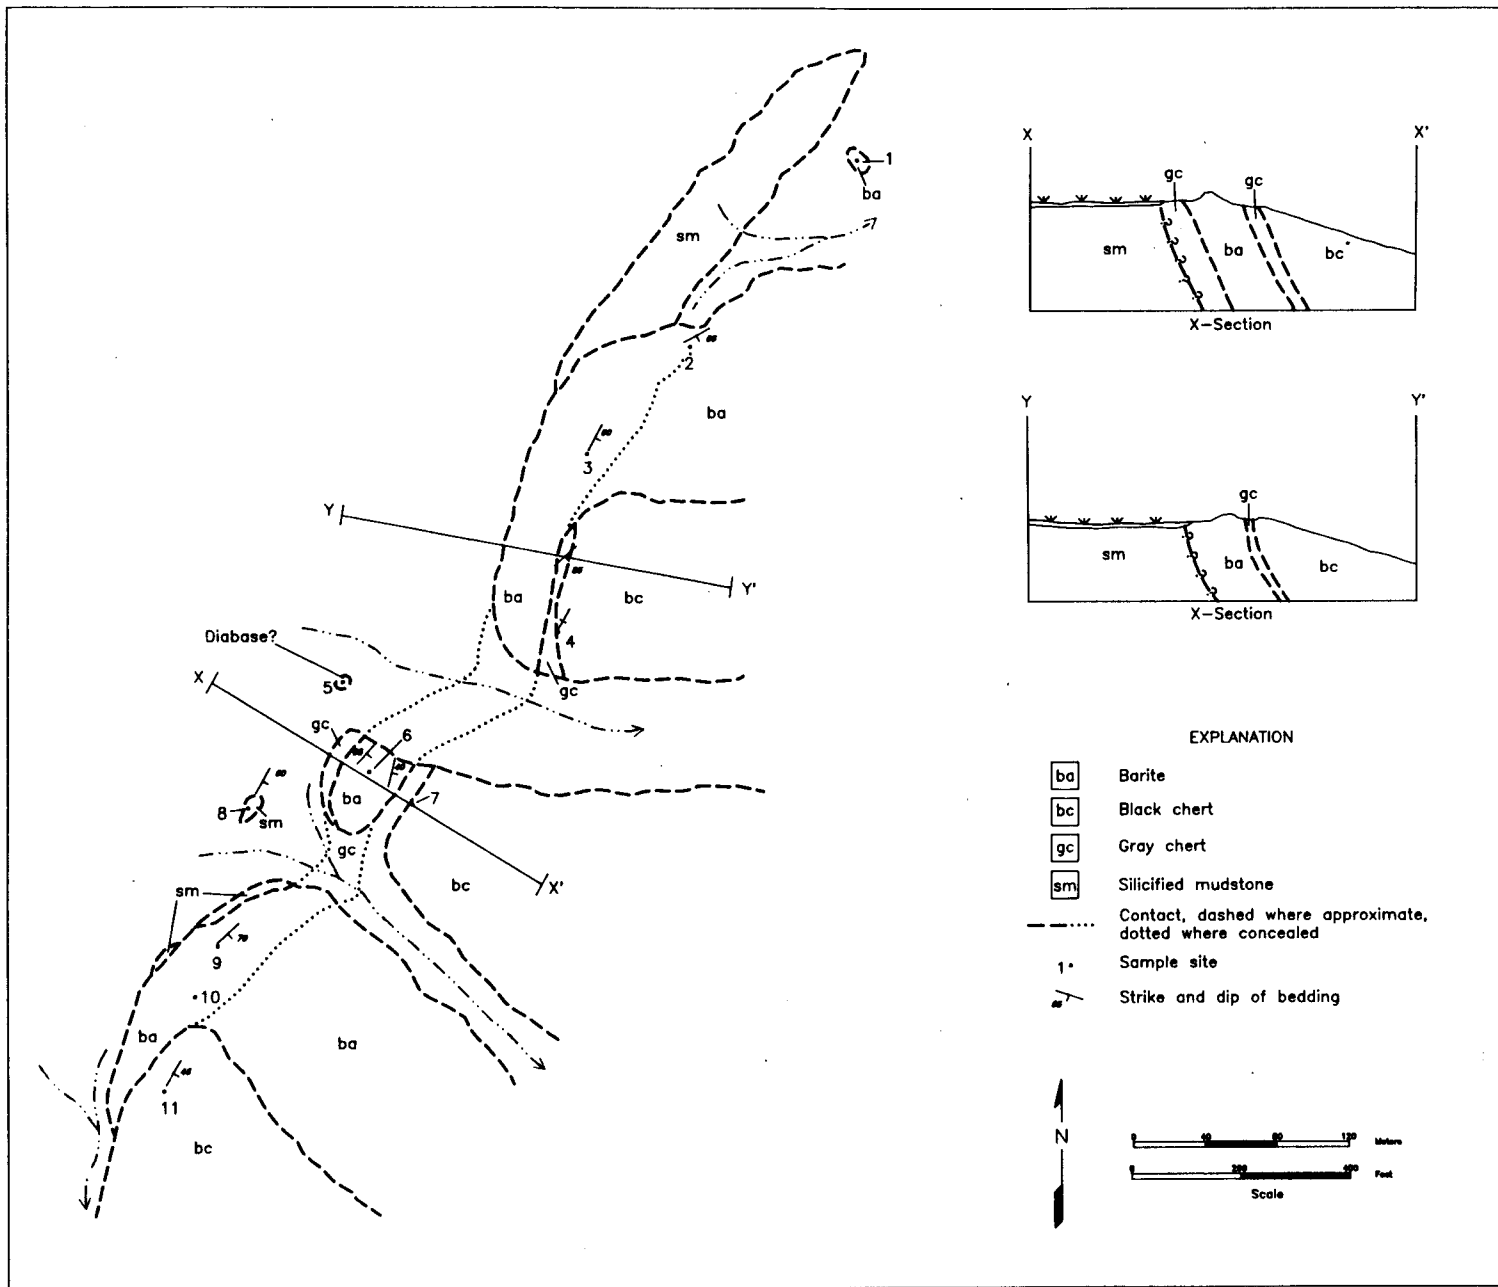 1
ba
sm
2
ba
3
Y
Y'
ba
bc
4
gc
Diabase?
5
X
gc
6
ba
7
8
sm
gc
bc
X'
sm
70
9
10
ba
ba
11
bc
X
X'
gc
gc
sm
ba
bc
? ? ? ? ?
X-Section
Y
Y'
gc
sm
ba
bc
? ? ? ?
X-Section
EXPLANATION
ba Barite
bc Black chert
gc Gray chert
sm Silicified mudstone
Contact, dashed where approximate,
dotted where concealed
1 Sample site
Strike and dip of bedding
N
0 40 80 120 Meters
0 200 400 Feet
Scale